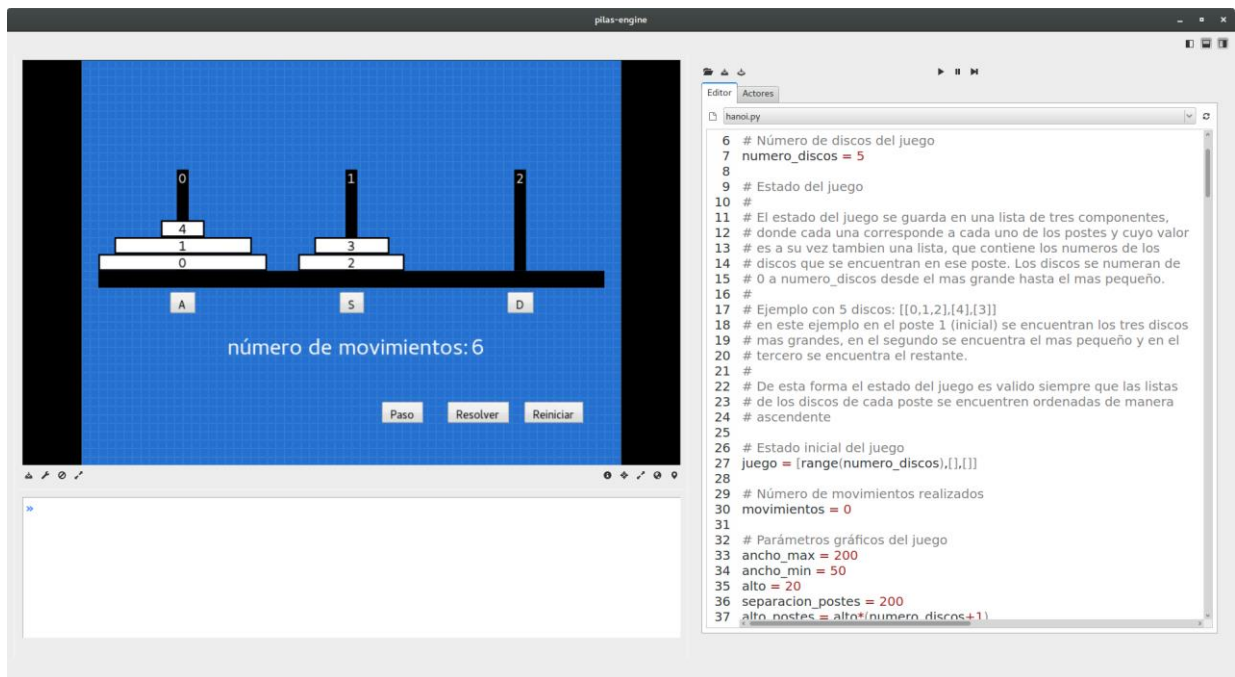 pilas-engine
0
1
2
4
1
3
0
2
A
S
D
número de movimientos: 6
Paso
Resolver
Reiniciar
»
Editor
Actores
hanoi.py
6 # Número de discos del juego
7 numero_discos = 5
8
9 # Estado del juego
10 #
11 # El estado del juego se guarda en una lista de tres componentes,
12 # donde cada una corresponde a cada uno de los postes y cuyo valor
13 # es a su vez tambien una lista, que contiene los numeros de los
14 # discos que se encuentran en ese poste. Los discos se numeran de
15 # 0 a numero_discos desde el mas grande hasta el mas pequeño.
16 #
17 # Ejemplo con 5 discos: [[0,1,2],[4],[3]]
18 # en este ejemplo en el poste 1 (inicial) se encuentran los tres discos
19 # mas grandes, en el segundo se encuentra el mas pequeño y en el
20 # tercero se encuentra el restante.
21 #
22 # De esta forma el estado del juego es valido siempre que las listas
23 # de los discos de cada poste se encuentren ordenadas de manera
24 # ascendente
25
26 # Estado inicial del juego
27 juego = [range(numero_discos),[],[]]
28
29 # Número de movimientos realizados
30 movimientos = 0
31
32 # Parámetros gráficos del juego
33 ancho_max = 200
34 ancho_min = 50
35 alto = 20
36 separacion_postes = 200
37 alto_postes = alto*(numero_discos+1)